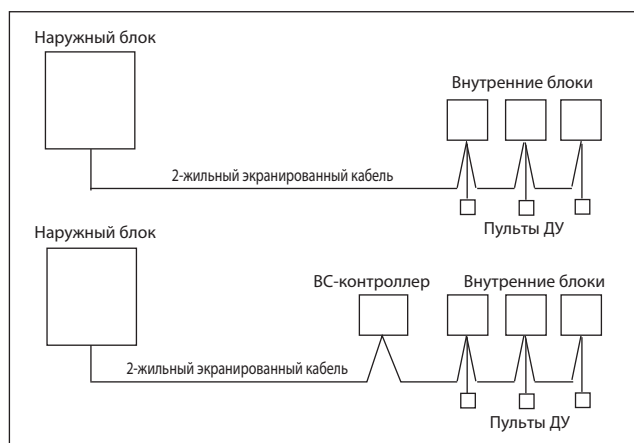 Наружный блок
Внутренние блоки
2-жильный экранированный кабель
Пульты ДУ
Наружный блок
BC-контроллер
Внутренние блоки
2-жильный экранированный кабель
Пульты ДУ